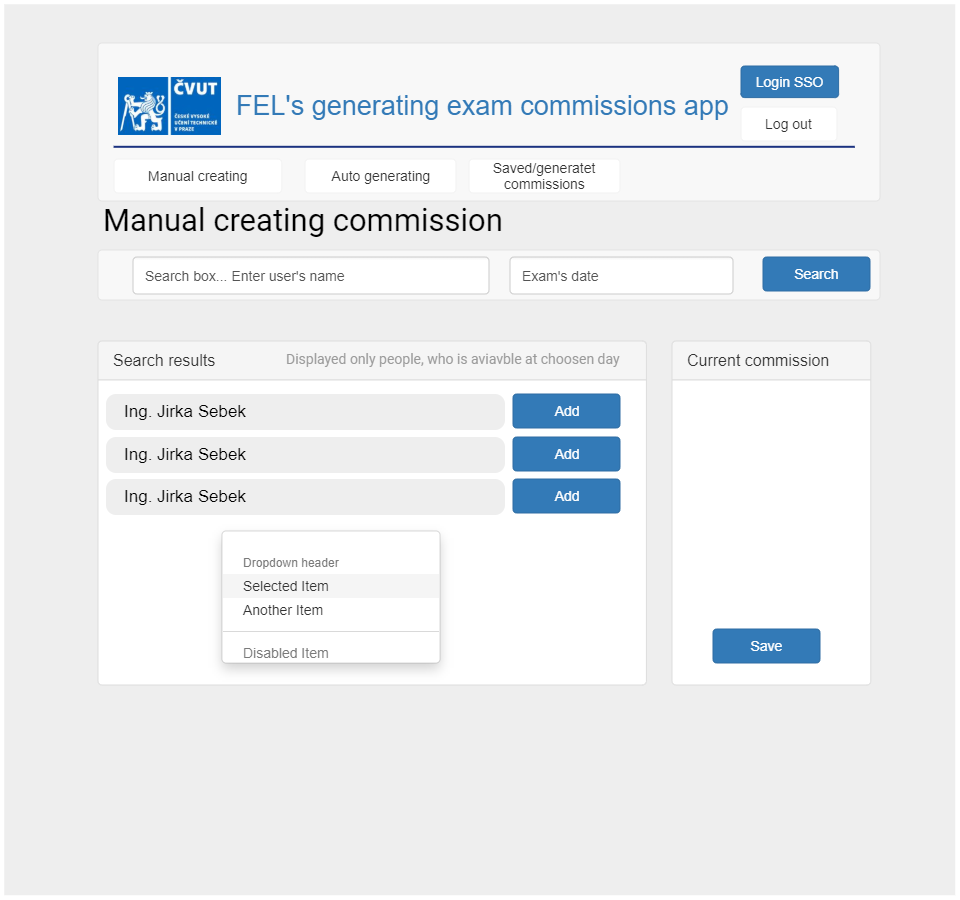 ČVUT
ČESKÉ VYSOKÉ
UČENÍ TECHNICKÉ
V PRAZE
FEL's generating exam commissions app
Login SSO
Log out
Manual creating
Auto generating
Saved/generatet
commissions
Manual creating commission
Search box... Enter user's name
Exam's date
Search
Search results
Displayed only people, who is aviavble at choosen day
Current commission
Ing. Jirka Sebek
Add
Ing. Jirka Sebek
Add
Ing. Jirka Sebek
Add
Dropdown header
Selected Item
Another Item
Disabled Item
Save